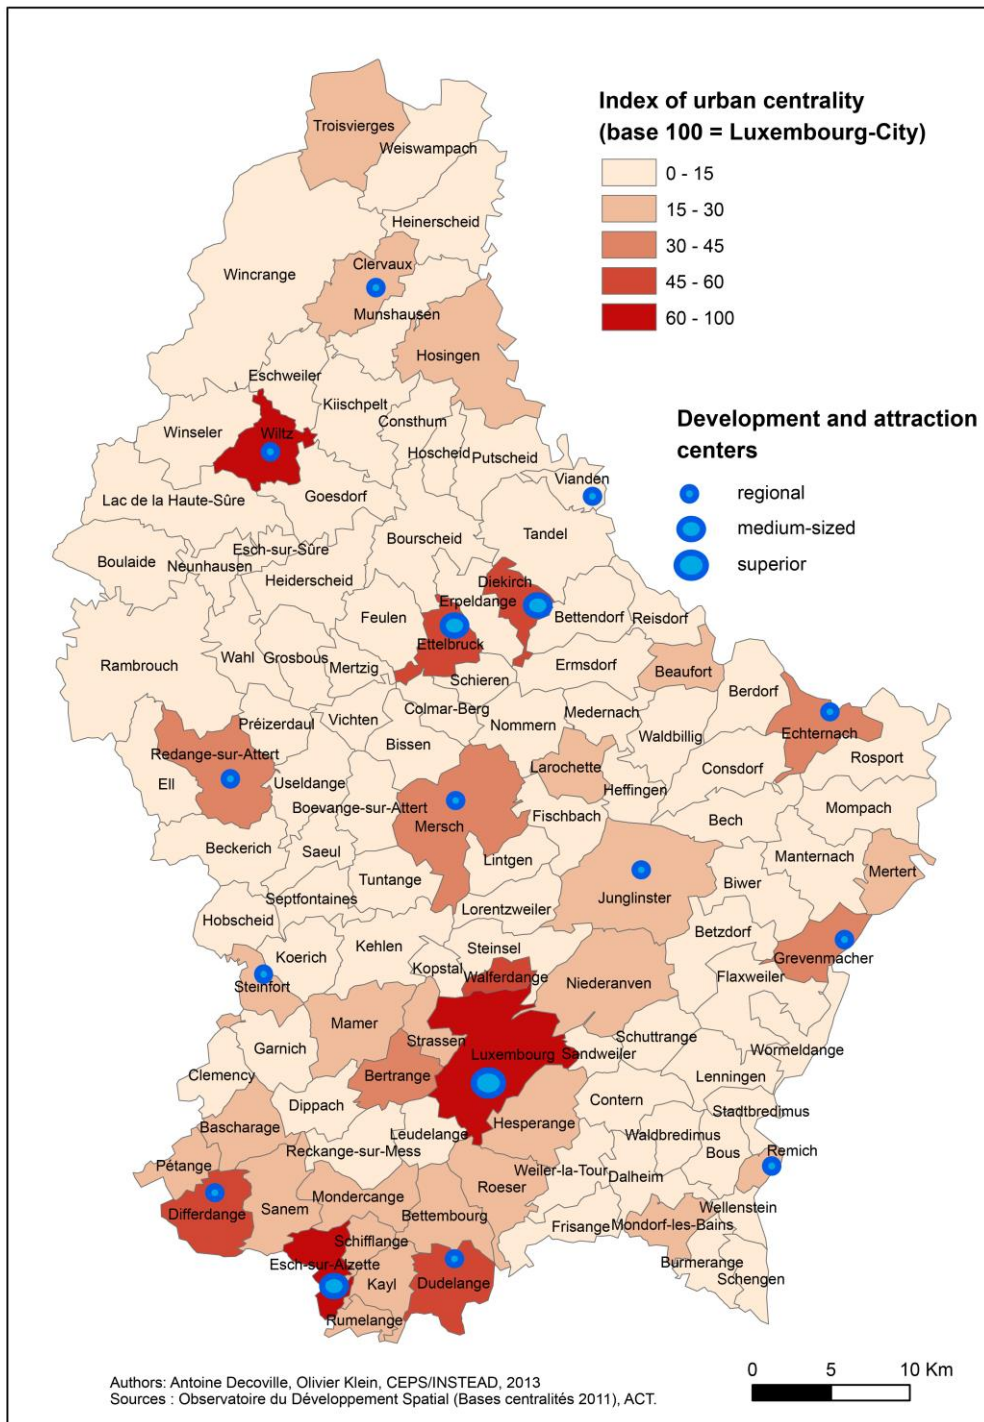 Index of urban centrality
(base 100 = Luxembourg-City)
0 - 15
15 - 30
30 - 45
45 - 60
60 - 100
Development and attraction
centers
regional
medium-sized
superior
Troisvierges
Weiswampach
Heinerscheid
Wincrange
Clervaux
Munshausen
Hosingen
Eschweiler
Kiischpelt
Consthum
Winseler
Wiltz
Hoscheid
Putscheid
Vianden
Lac de la Haute-Sûre
Goesdorf
Bourscheid
Tandel
Boulaide
Neunhausen
Esch-sur-Sûre
Heiderscheid
Diekirch
Erpeldange
Feulen
Bettendorf
Reisdorf
Ettelbruck
Rambrouch
Wahl
Grosbous
Mertzig
Schieren
Ermsdorf
Beaufort
Berdorf
Colmar-Berg
Préizerdaul
Vichten
Nommern
Medernach
Waldbillig
Echternach
Redange-sur-Attert
Bissen
Rosport
Ell
Useldange
Larochette
Heffingen
Consdorf
Boevange-sur-Attert
Mersch
Fischbach
Bech
Mompach
Beckerich
Saeul
Lintgen
Manternach
Mertert
Tuntange
Septfontaines
Junglinster
Biwer
Hobscheid
Lorentzweiler
Betzdorf
Koerich
Kehlen
Steinsel
Grevenmacher
Kopstal
Walferdange
Flaxweiler
Steinfort
Niederanven
Mamer
Strassen
Schuttrange
Garnich
Luxembourg
Sandweiler
Wormeldange
Clemency
Bertrange
Lenningen
Dippach
Contern
Stadtbredimus
Bascharage
Hesperange
Leudelange
Waldbredimus
Reckange-sur-Mess
Bous
Remich
Pétange
Weiler-la-Tour
Dalheim
Roeser
Mondercange
Sanem
Differdange
Bettembourg
Wellenstein
Frisange
Mondorf-les-Bains
Schifflange
Burmerange
Esch-sur-Alzette
Kayl
Dudelange
Schengen
Rumelange
0 5 10 Km
Authors: Antoine Decoville, Olivier Klein, CEPS/INSTEAD, 2013
Sources : Observatoire du Développement Spatial (Bases centralités 2011), ACT.